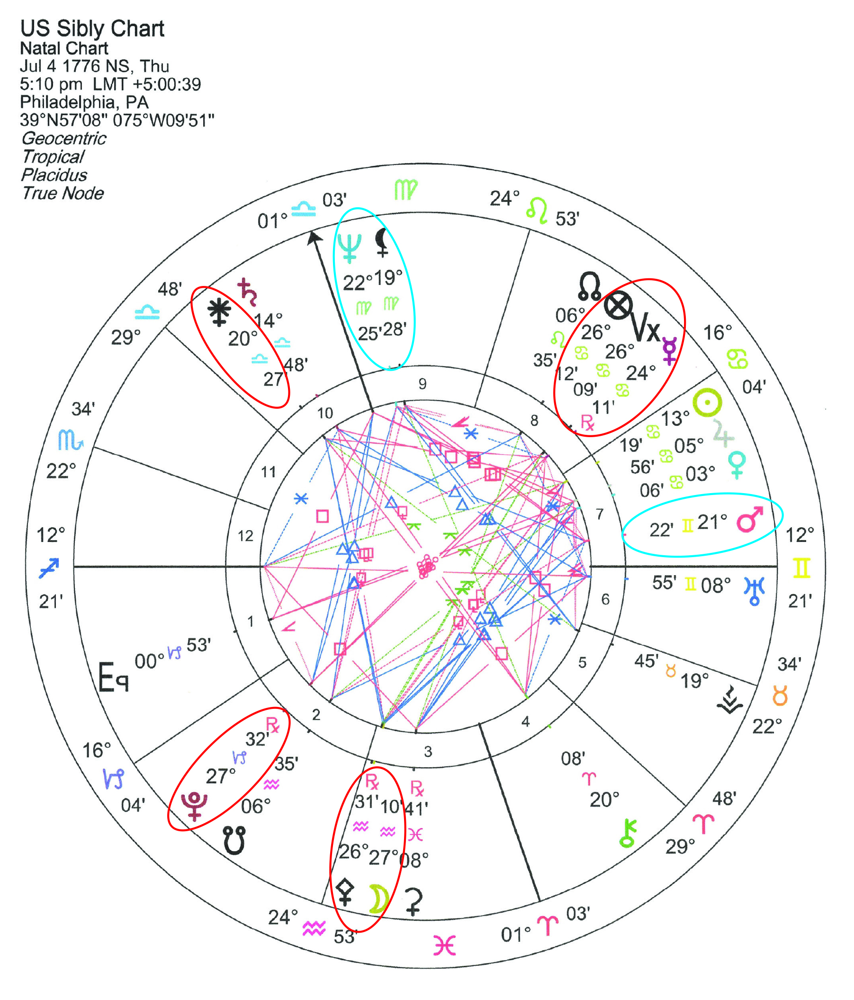 US Sibly Chart
Natal Chart
Jul 4 1776 NS, Thu
5:10 pm LMT +5:00:39
Philadelphia, PA
39°N57'08" 075°W09'51"
Geocentric
Tropical
Placidus
True Node
01° ♎ 03'
♍
24° ♌ 53'
16° ♋ 04'
12° ♊ 21'
34' ♉ 22°
48' ♈ 29°
01° ♈ 03'
♓
24° ♒ 53'
16° ♑ 04'
12° ♐ 21'
34' ♏ 22°
48' ♎ 29°
♆ 22° ♍ 25'
⚸ 19° ♍ 28'
♄ 14° ♎ 48'
⚵ 20° ♎ 27'
☊ 06° ♌ 35'
⊗ 26° ♋ 12'
Vx 26° ♋ 09'
☿ 24° ♋ 11' ℞
☉ 13° ♋ 19'
♃ 05° ♋ 56'
♀ 03° ♋ 06'
♂ 21° ♊ 22'
♅ 08° ♊ 55'
⚶ 19° ♉ 45'
⚷ 20° ♈ 08'
⚳ 08° ♓ 41' ℞
☽ 27° ♒ 10'
⚴ 26° ♒ 31' ℞
☋ 06° ♒ 35'
♇ 27° ♑ 32' ℞
Eq 00° ♑ 53'
1
2
3
4
5
6
7
8
9
10
11
12